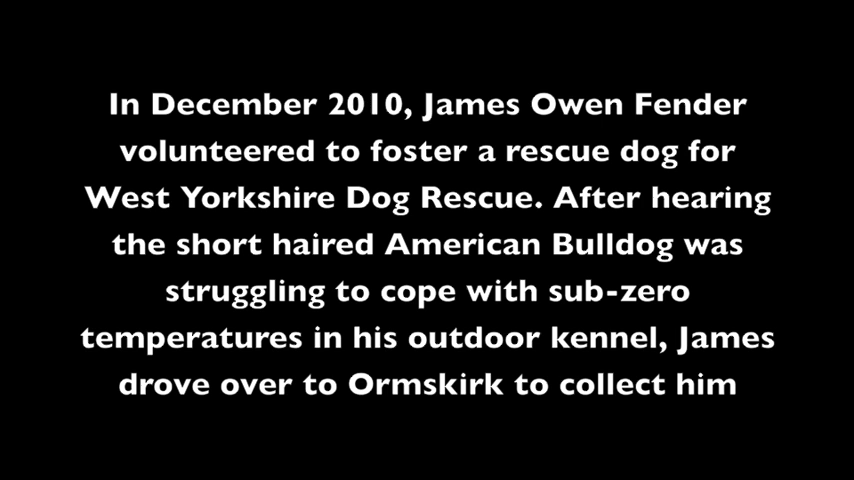 In December 2010, James Owen Fender
volunteered to foster a rescue dog for
West Yorkshire Dog Rescue. After hearing
the short haired American Bulldog was
struggling to cope with sub-zero
temperatures in his outdoor kennel, James
drove over to Ormskirk to collect him